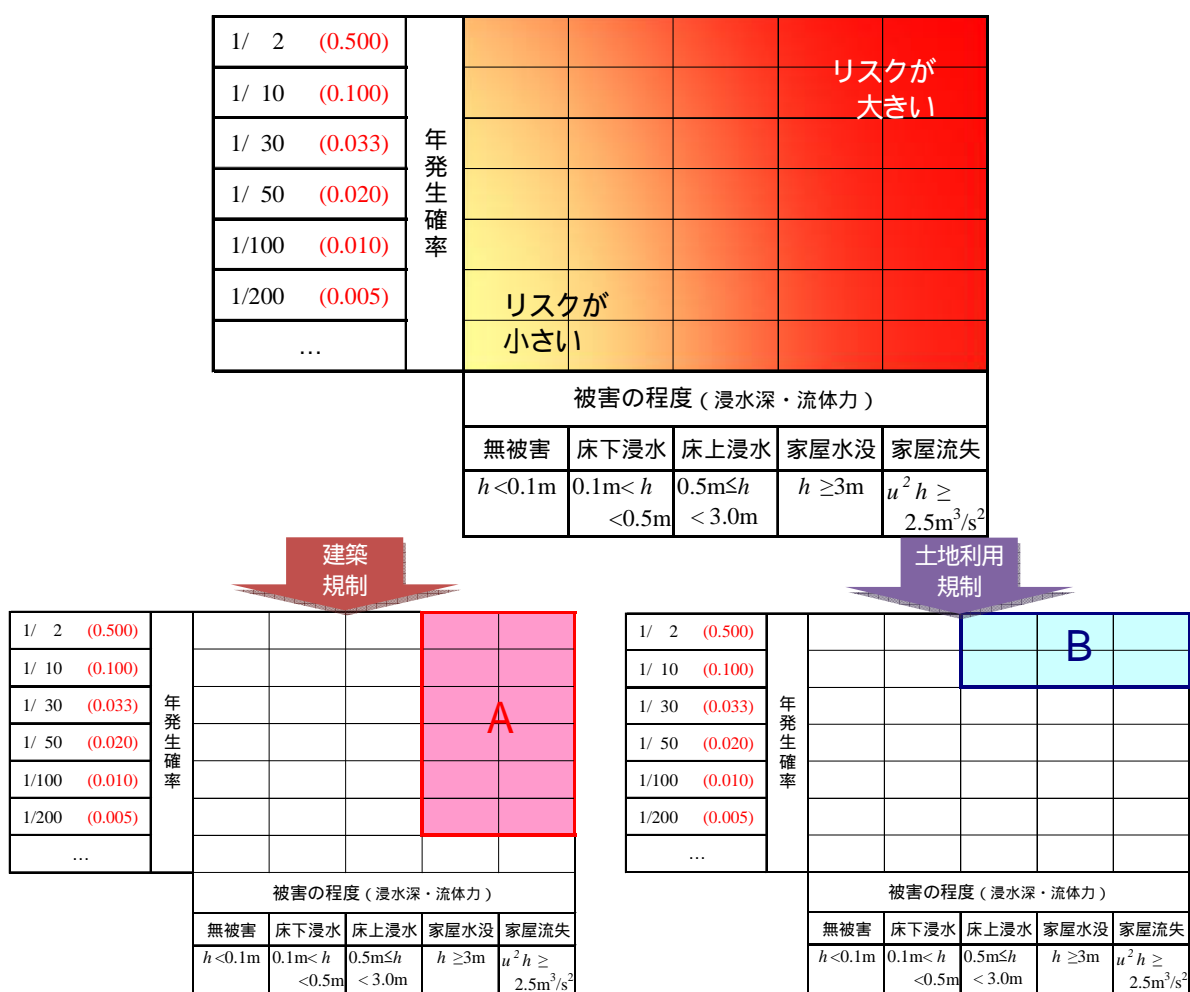 1/ 2 (0.500)
1/ 10 (0.100)
1/ 30 (0.033)
1/ 50 (0.020)
1/100 (0.010)
1/200 (0.005)
…
年発生確率
リスクが
大きい
リスクが
小さい
被害の程度(浸水深・流体力)
無被害 床下浸水 床上浸水 家屋水没 家屋流失
h<0.1m 0.1m<h 0.5m≤h h ≥3m u² h ≥
<0.5m <3.0m 2.5m³/s²
建築
規制
1/ 2 (0.500)
1/ 10 (0.100)
1/ 30 (0.033)
1/ 50 (0.020)
1/100 (0.010)
1/200 (0.005)
…
年発生確率
A
被害の程度(浸水深・流体力)
無被害 床下浸水 床上浸水 家屋水没 家屋流失
h<0.1m 0.1m<h 0.5m≤h h ≥3m u² h ≥
<0.5m <3.0m 2.5m³/s²
土地利用
規制
1/ 2 (0.500)
1/ 10 (0.100)
1/ 30 (0.033)
1/ 50 (0.020)
1/100 (0.010)
1/200 (0.005)
…
年発生確率
B
被害の程度(浸水深・流体力)
無被害 床下浸水 床上浸水 家屋水没 家屋流失
h<0.1m 0.1m<h 0.5m≤h h ≥3m u² h ≥
<0.5m <3.0m 2.5m³/s²